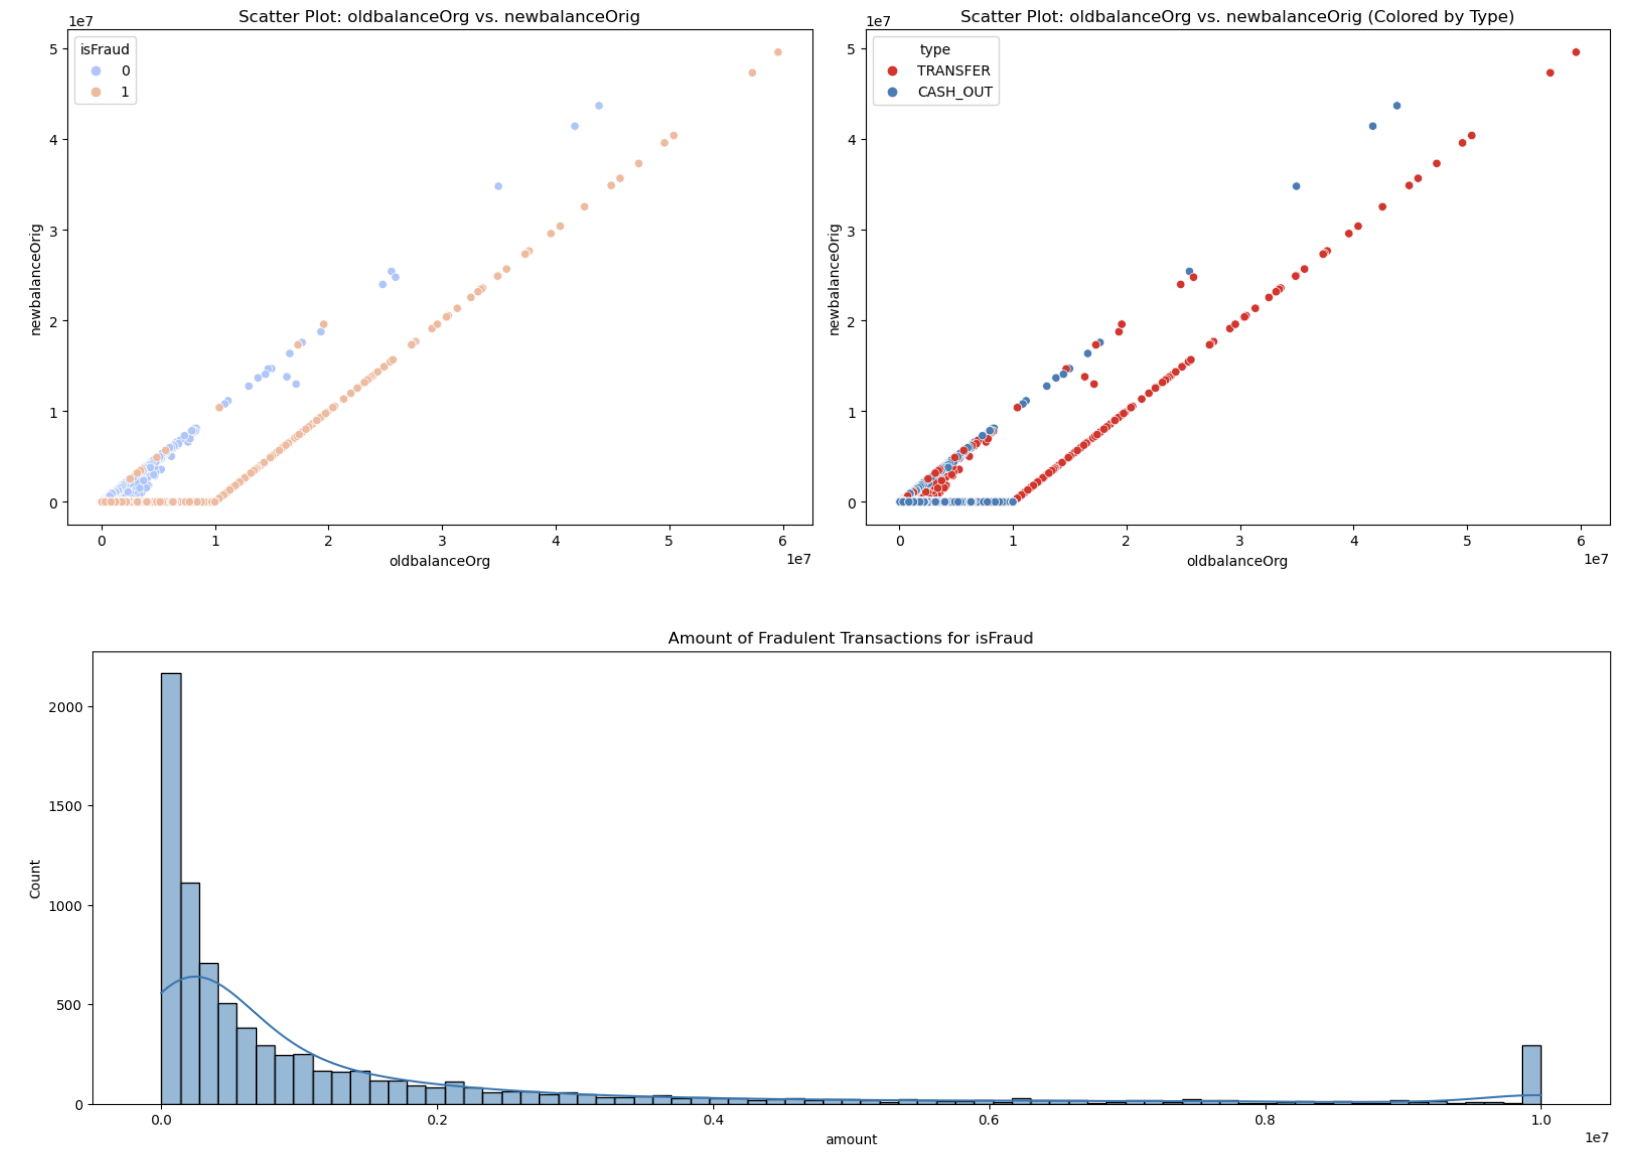 Scatter Plot: oldbalanceOrg vs. newbalanceOrig
1e7
isFraud
0
1
5
4
3
2
1
0
newbalanceOrig
0 1 2 3 4 5 6
1e7
oldbalanceOrg
Scatter Plot: oldbalanceOrg vs. newbalanceOrig (Colored by Type)
1e7
type
TRANSFER
CASH_OUT
5
4
3
2
1
0
newbalanceOrig
0 1 2 3 4 5 6
1e7
oldbalanceOrg
Amount of Fradulent Transactions for isFraud
2000
1500
1000
500
0
Count
0.0 0.2 0.4 0.6 0.8 1.0
1e7
amount